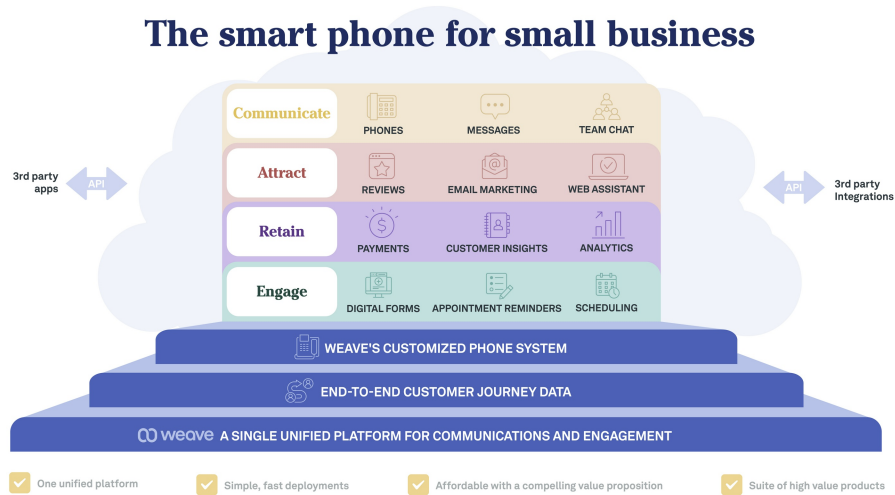 The smart phone for small business
Communicate
PHONES
MESSAGES
TEAM CHAT
Attract
REVIEWS
EMAIL MARKETING
WEB ASSISTANT
3rd party
apps
API
API
3rd party
Integrations
Retain
PAYMENTS
CUSTOMER INSIGHTS
ANALYTICS
Engage
DIGITAL FORMS
APPOINTMENT REMINDERS
SCHEDULING
WEAVE'S CUSTOMIZED PHONE SYSTEM
END-TO-END CUSTOMER JOURNEY DATA
weave A SINGLE UNIFIED PLATFORM FOR COMMUNICATIONS AND ENGAGEMENT
One unified platform
Simple, fast deployments
Affordable with a compelling value proposition
Suite of high value products